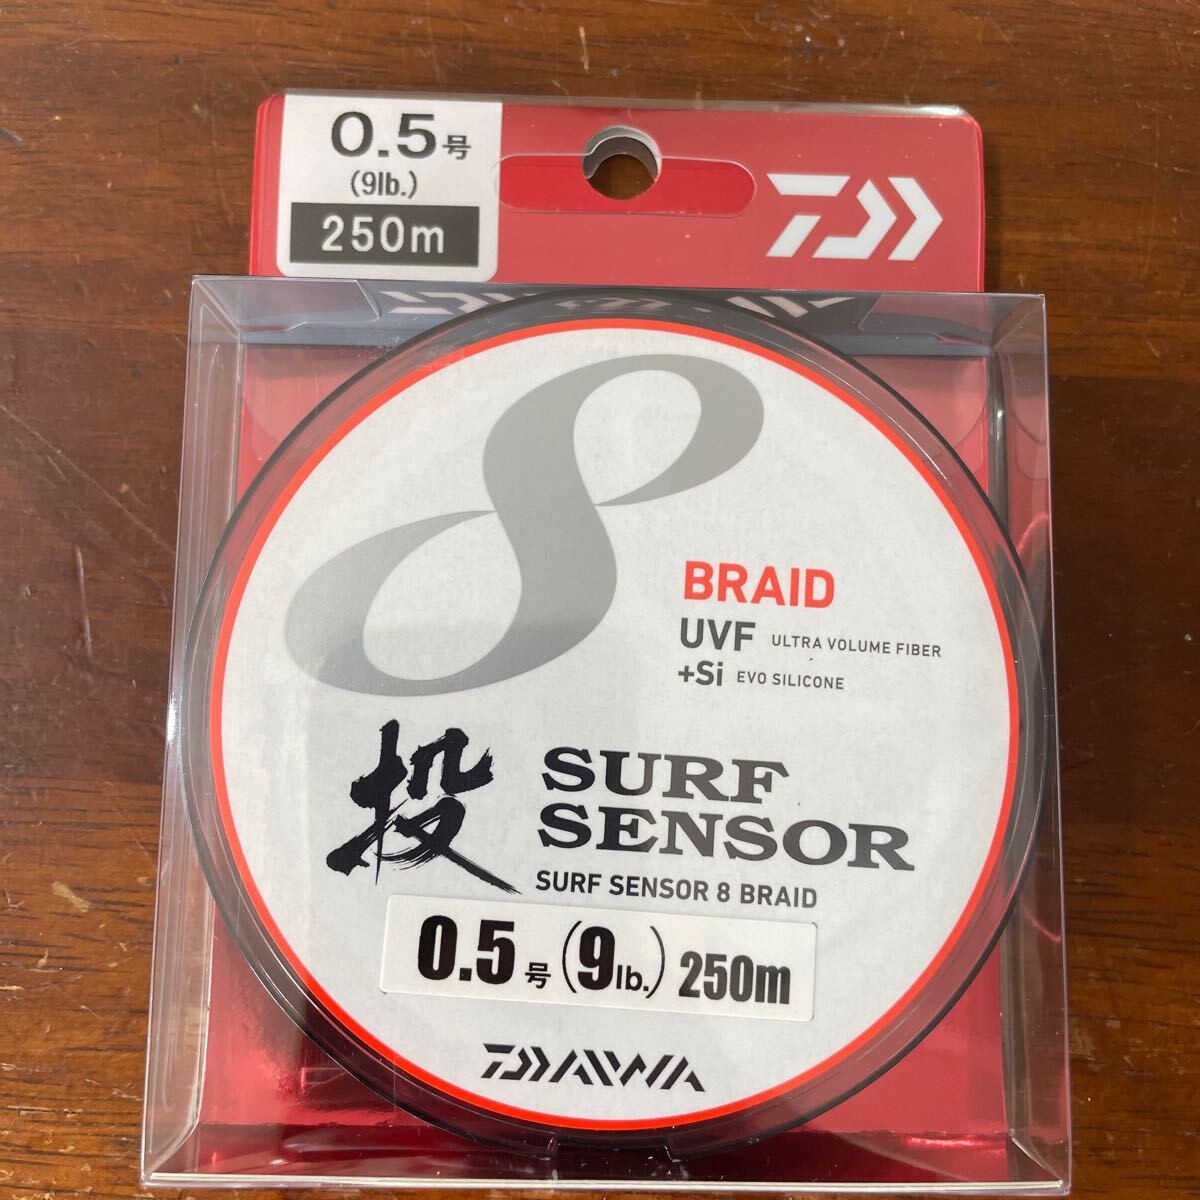 0.5号
(9lb.)
250m
8
BRAID
UVF ULTRA VOLUME FIBER
+Si EVO SILICONE
投 SURF
SENSOR
SURF SENSOR 8 BRAID
0.5号(9lb.)250m
DAIWA